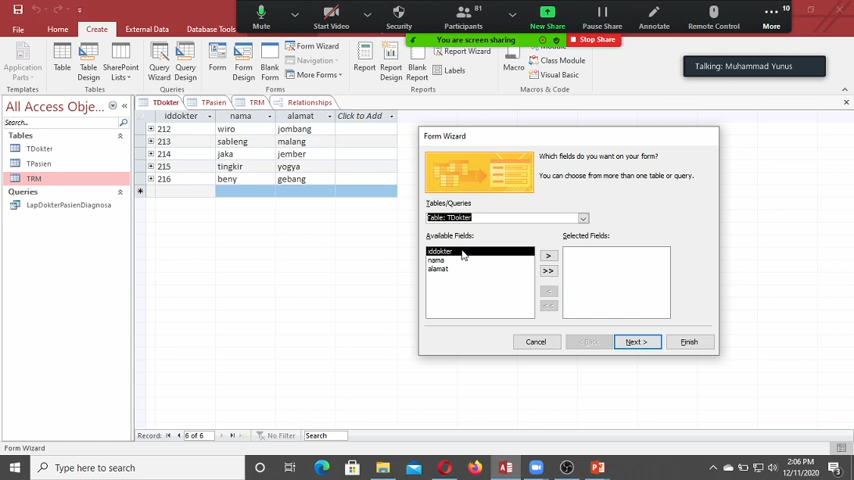 Mute
Start Video
Security
Participants
81
New Share
Pause Share
Annotate
Remote Control
More
You are screen sharing
Stop Share
Talking: Muhammad Yunus
File
Home
Create
External Data
Database Tools
Application
Parts
Table
Table
Design
SharePoint
Lists
Query
Wizard
Query
Design
Form
Form
Design
Blank
Form
Form Wizard
Navigation
More Forms
Report
Report
Design
Blank
Report
Report Wizard
Labels
Macro
Module
Class Module
Visual Basic
Templates
Tables
Queries
Forms
Reports
Macros & Code
All Access Obje...
Search...
Tables
TDokter
TPasien
TRM
Queries
LapDokterPasienDiagnosa
TDokter
TPasien
TRM
Relationships
iddokter
nama
alamat
Click to Add
212 wiro jombang
213 sableng malang
214 jaka jember
215 tingkir yogya
216 beny gebang
Form Wizard
Which fields do you want on your form?
You can choose from more than one table or query.
Tables/Queries
Table: TDokter
Available Fields:
Selected Fields:
iddokter
nama
alamat
>
>>
<
<<
Cancel
< Back
Next >
Finish
Record:
6 of 6
No Filter
Search
Form Wizard
Type here to search
2:06 PM
12/11/2020
3